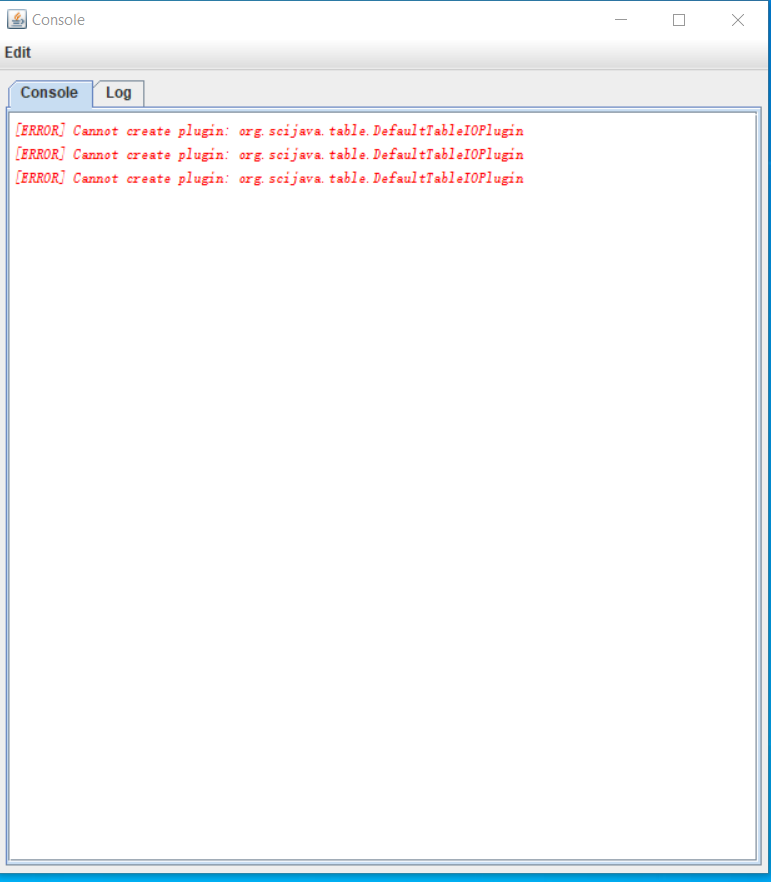 Console
Edit
Console Log
[ERROR] Cannot create plugin: org.scijava.table.DefaultTableIOPlugin
[ERROR] Cannot create plugin: org.scijava.table.DefaultTableIOPlugin
[ERROR] Cannot create plugin: org.scijava.table.DefaultTableIOPlugin